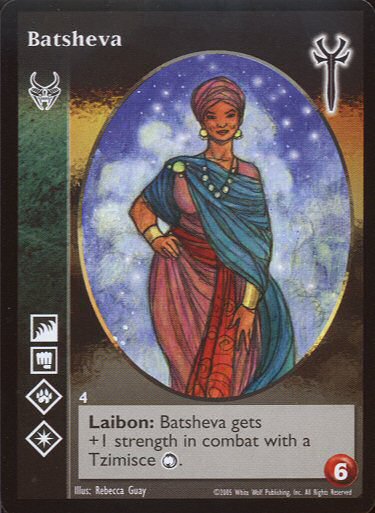 Batsheva
4
Laibon: Batsheva gets
+1 strength in combat with a
Tzimisce .
6
Illus: Rebecca Guay
©2005 White Wolf Publishing, Inc. All Rights Reserved